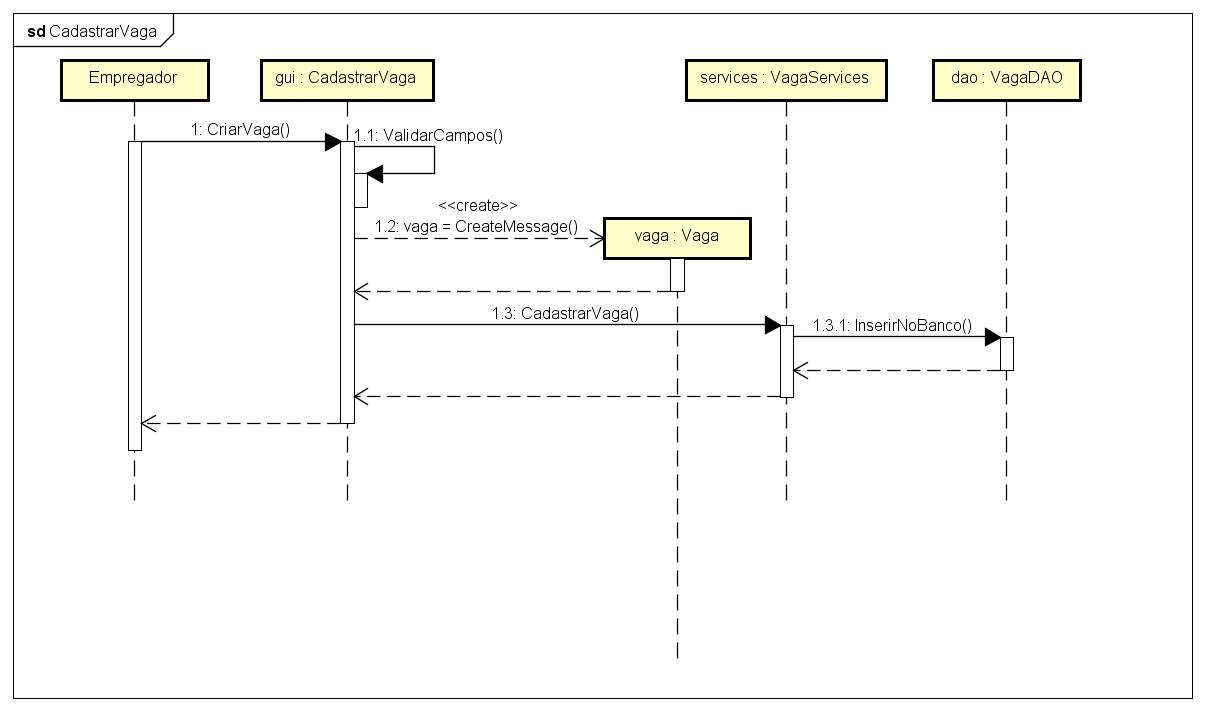 sd CadastrarVaga
Empregador
gui : CadastrarVaga
services : VagaServices
dao : VagaDAO
1: CriarVaga()
1.1: ValidarCampos()
<<create>>
1.2: vaga = CreateMessage()
vaga : Vaga
1.3: CadastrarVaga()
1.3.1: InserirNoBanco()